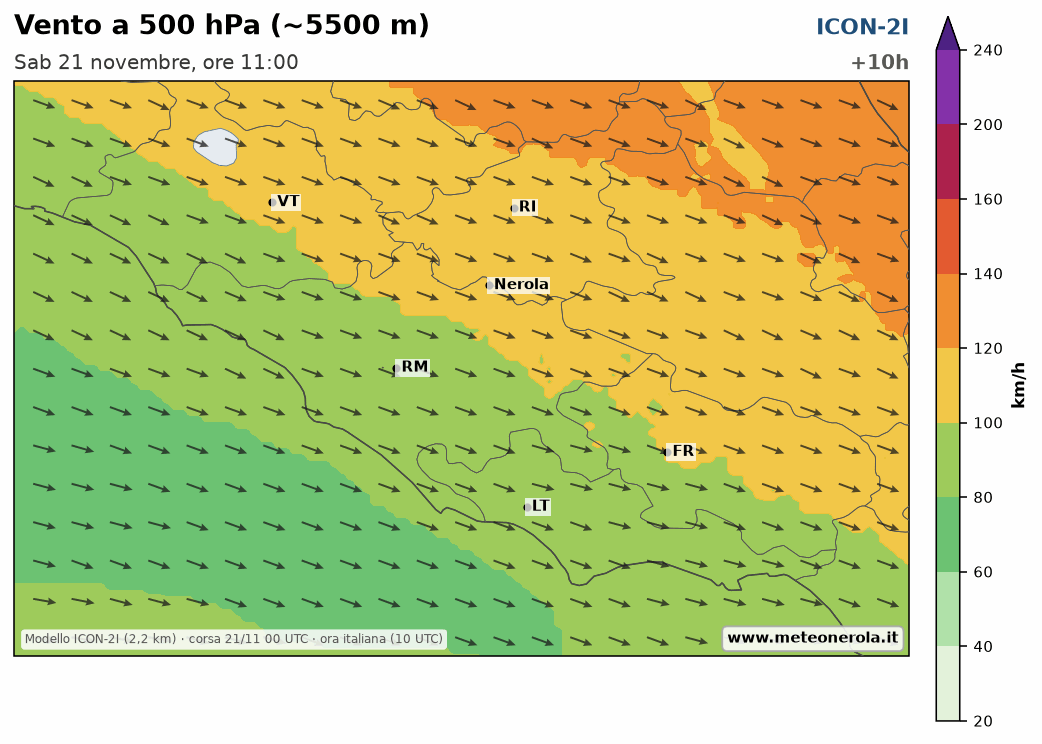 Vento a 500 hPa (~5500 m)
ICON-2I
Sab 21 novembre, ore 11:00
+10h
240
200
160
140
120
100
80
60
40
20
km/h
VT
RI
Nerola
RM
FR
LT
Modello ICON-2I (2,2 km) · corsa 21/11 00 UTC · ora italiana (10 UTC)
www.meteonerola.it